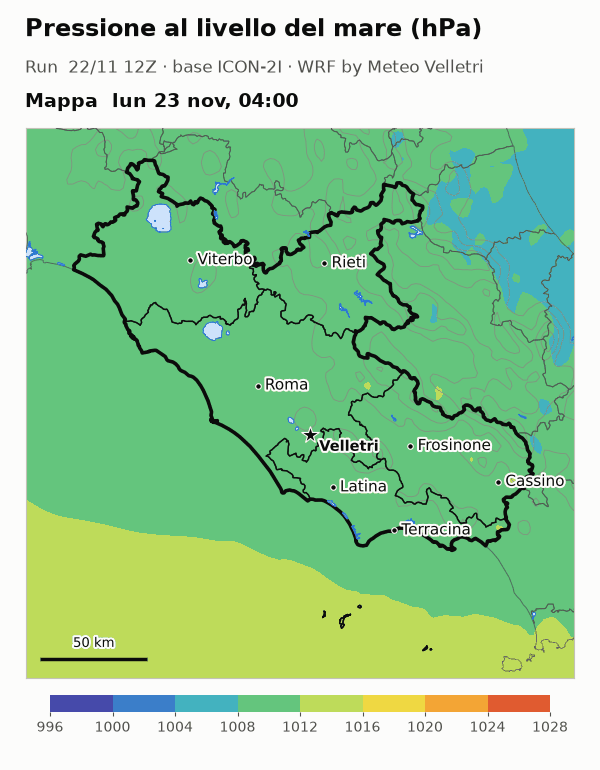 Pressione al livello del mare (hPa)
Run  22/11 12Z · base ICON-2I · WRF by Meteo Velletri
Mappa  lun 23 nov, 04:00
Viterbo
Rieti
Roma
Velletri
Frosinone
Cassino
Latina
Terracina
50 km
996 1000 1004 1008 1012 1016 1020 1024 1028